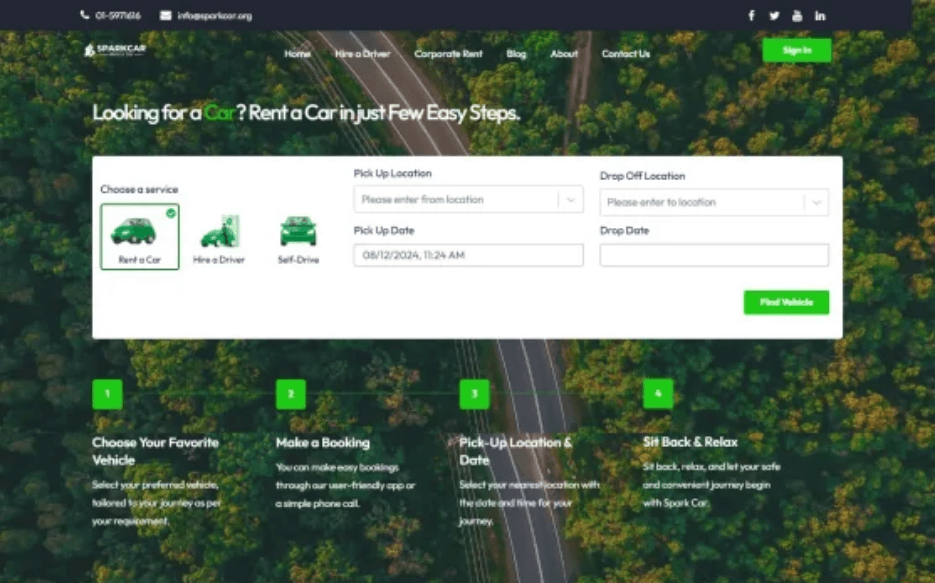 01-5971616 info@sparkcar.org
SPARKCAR
Home Hire a Driver Corporate Rent Blog About Contact Us Sign In
Looking for a Car? Rent a Car in just Few Easy Steps.
Choose a service
Rent a Car Hire a Driver Self-Drive
Pick Up Location
Please enter from location
Drop Off Location
Please enter to location
Pick Up Date
08/12/2024, 11:24 AM
Drop Date
Find Vehicle
1
Choose Your Favorite
Vehicle
Select your preferred vehicle,
tailored to your journey as per
your requirement.
2
Make a Booking
You can make easy bookings
through our user-friendly app or
a simple phone call.
3
Pick-Up Location &
Date
Select your nearest location with
the date and time for your
journey.
4
Sit Back & Relax
Sit back, relax, and let your safe
and convenient journey begin
with Spark Car.